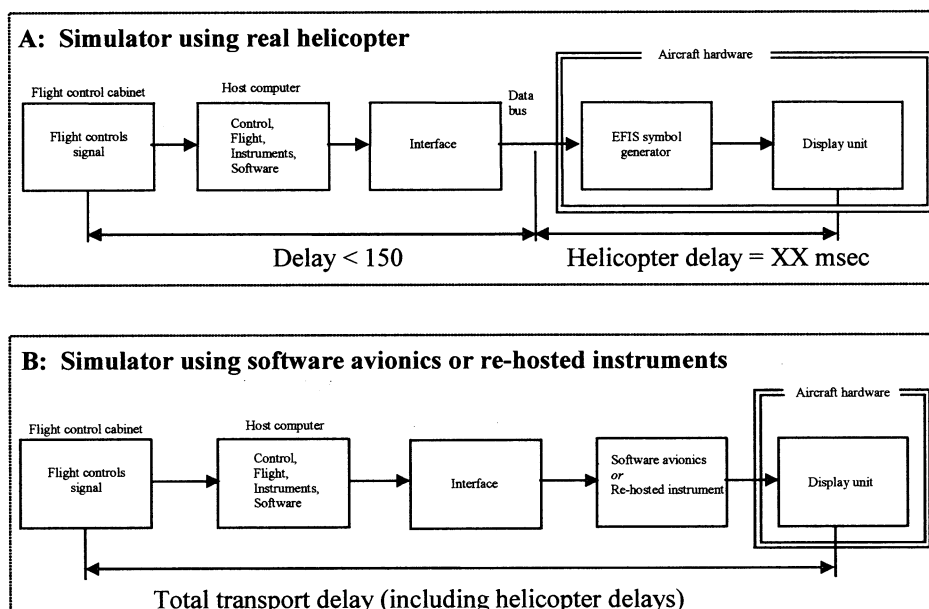 A: Simulator using real helicopter
Aircraft hardware
Flight control cabinet
Host computer
Data
bus
Flight controls
signal
Control,
Flight,
Instruments,
Software
Interface
EFIS symbol
generator
Display unit
Delay < 150
Helicopter delay = XX msec
B: Simulator using software avionics or re-hosted instruments
Aircraft hardware
Flight control cabinet
Host computer
Flight controls
signal
Control,
Flight,
Instruments,
Software
Interface
Software avionics
or
Re-hosted instrument
Display unit
Total transport delay (including helicopter delays)